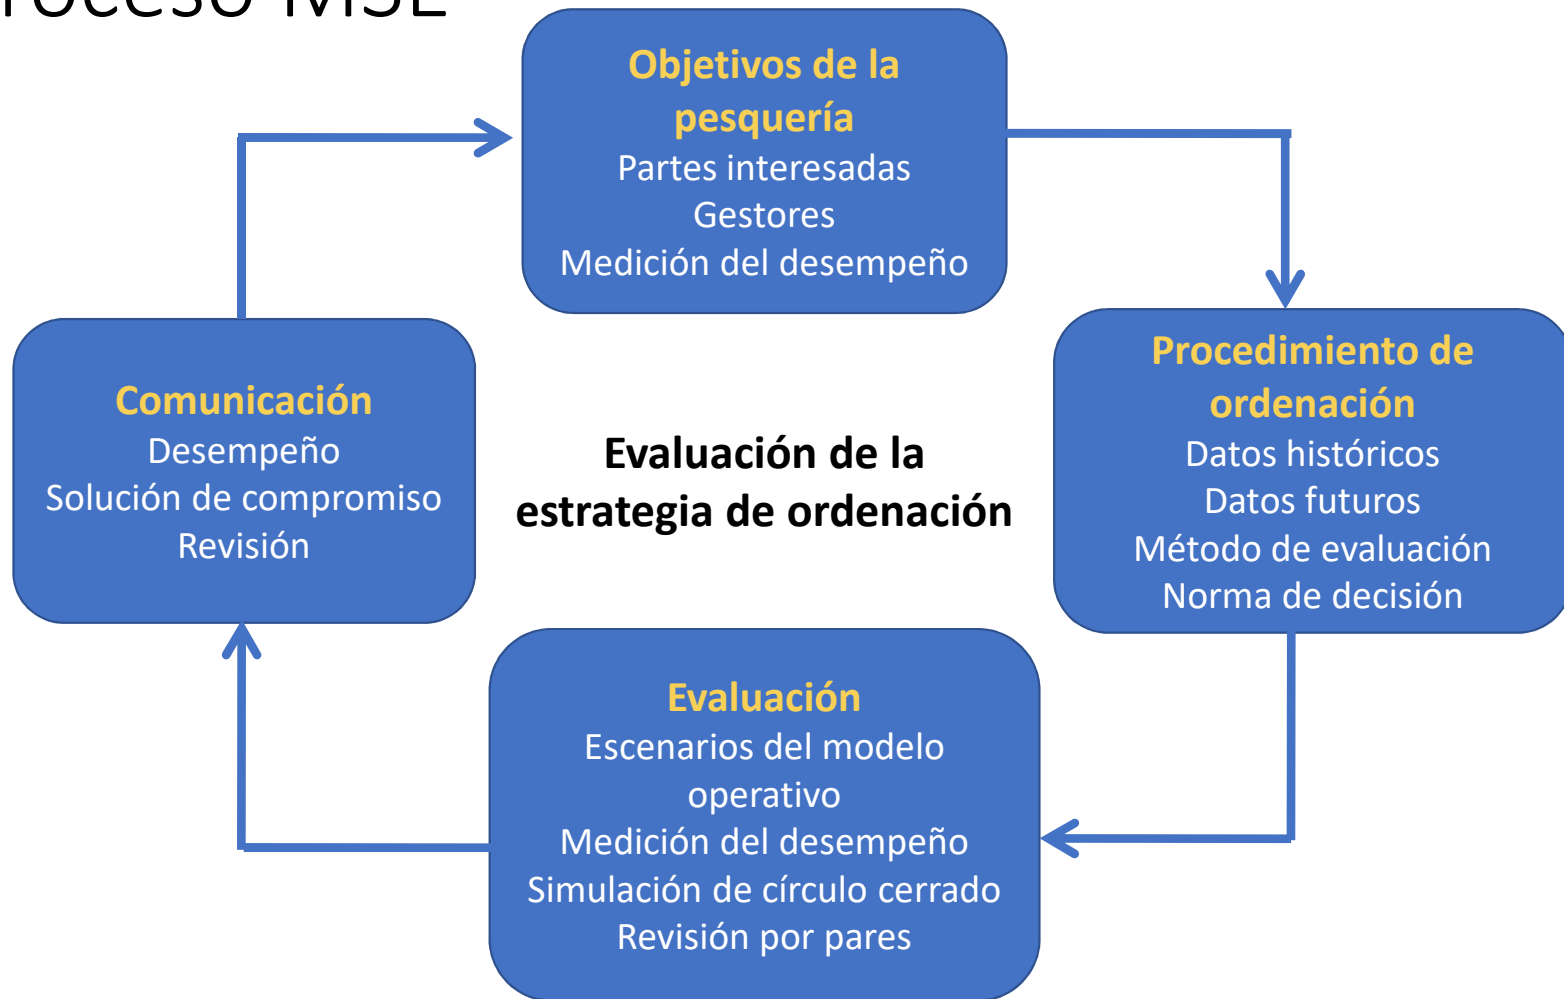 roceso MSE
Objetivos de la
pesquería
Partes interesadas
Gestores
Medición del desempeño
Procedimiento de
ordenación
Datos históricos
Datos futuros
Método de evaluación
Norma de decisión
Comunicación
Desempeño
Solución de compromiso
Revisión
Evaluación de la
estrategia de ordenación
Evaluación
Escenarios del modelo
operativo
Medición del desempeño
Simulación de círculo cerrado
Revisión por pares